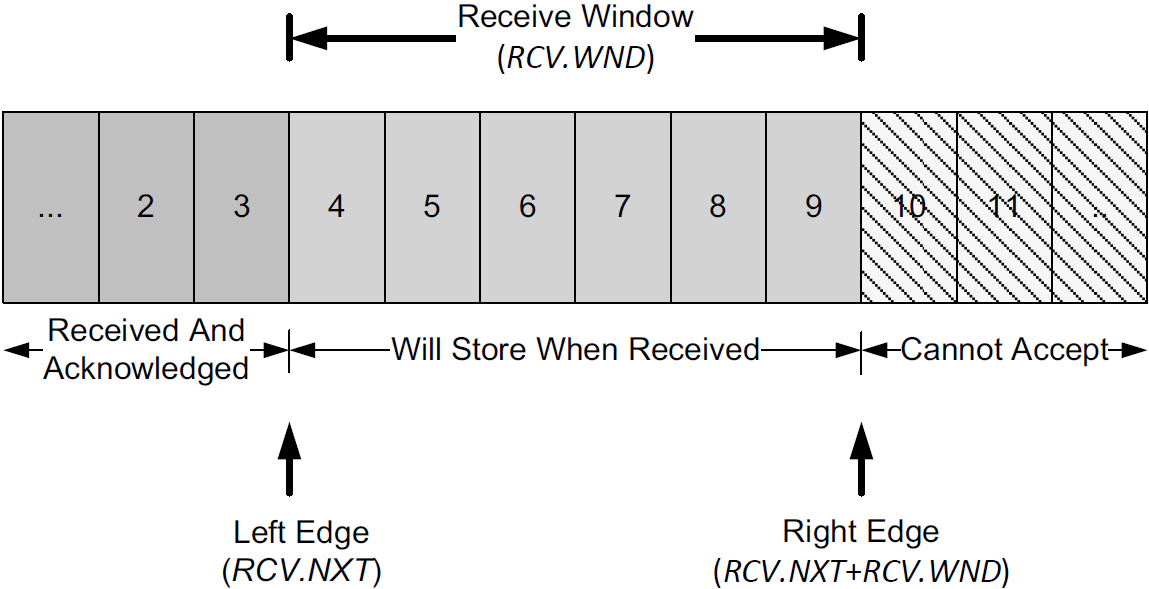 Receive Window
(RCV.WND)
... 2 3 4 5 6 7 8 9 10 11 ..
Received And
Acknowledged
Will Store When Received
Cannot Accept
Left Edge
(RCV.NXT)
Right Edge
(RCV.NXT+RCV.WND)